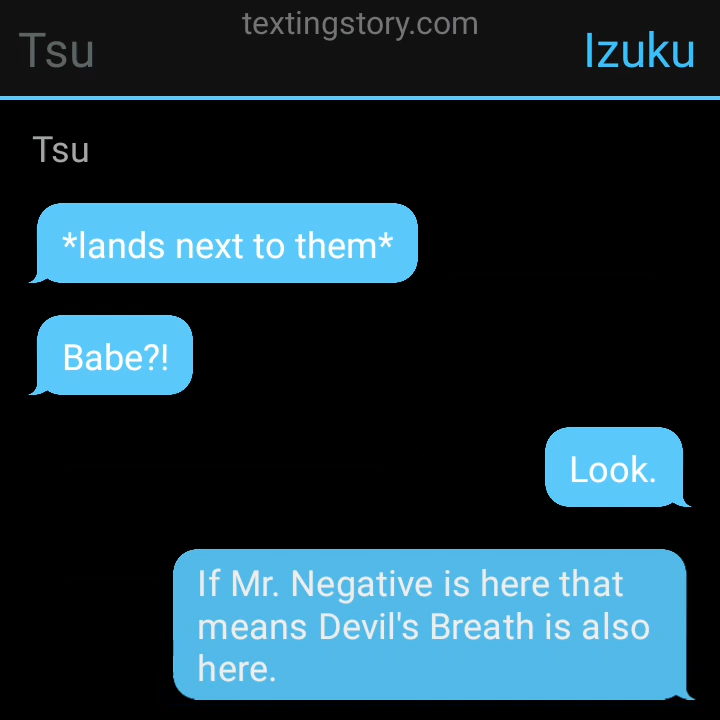 textingstory.com
Tsu
Izuku
Tsu
*lands next to them*
Babe?!
Look.
If Mr. Negative is here that
means Devil's Breath is also
here.